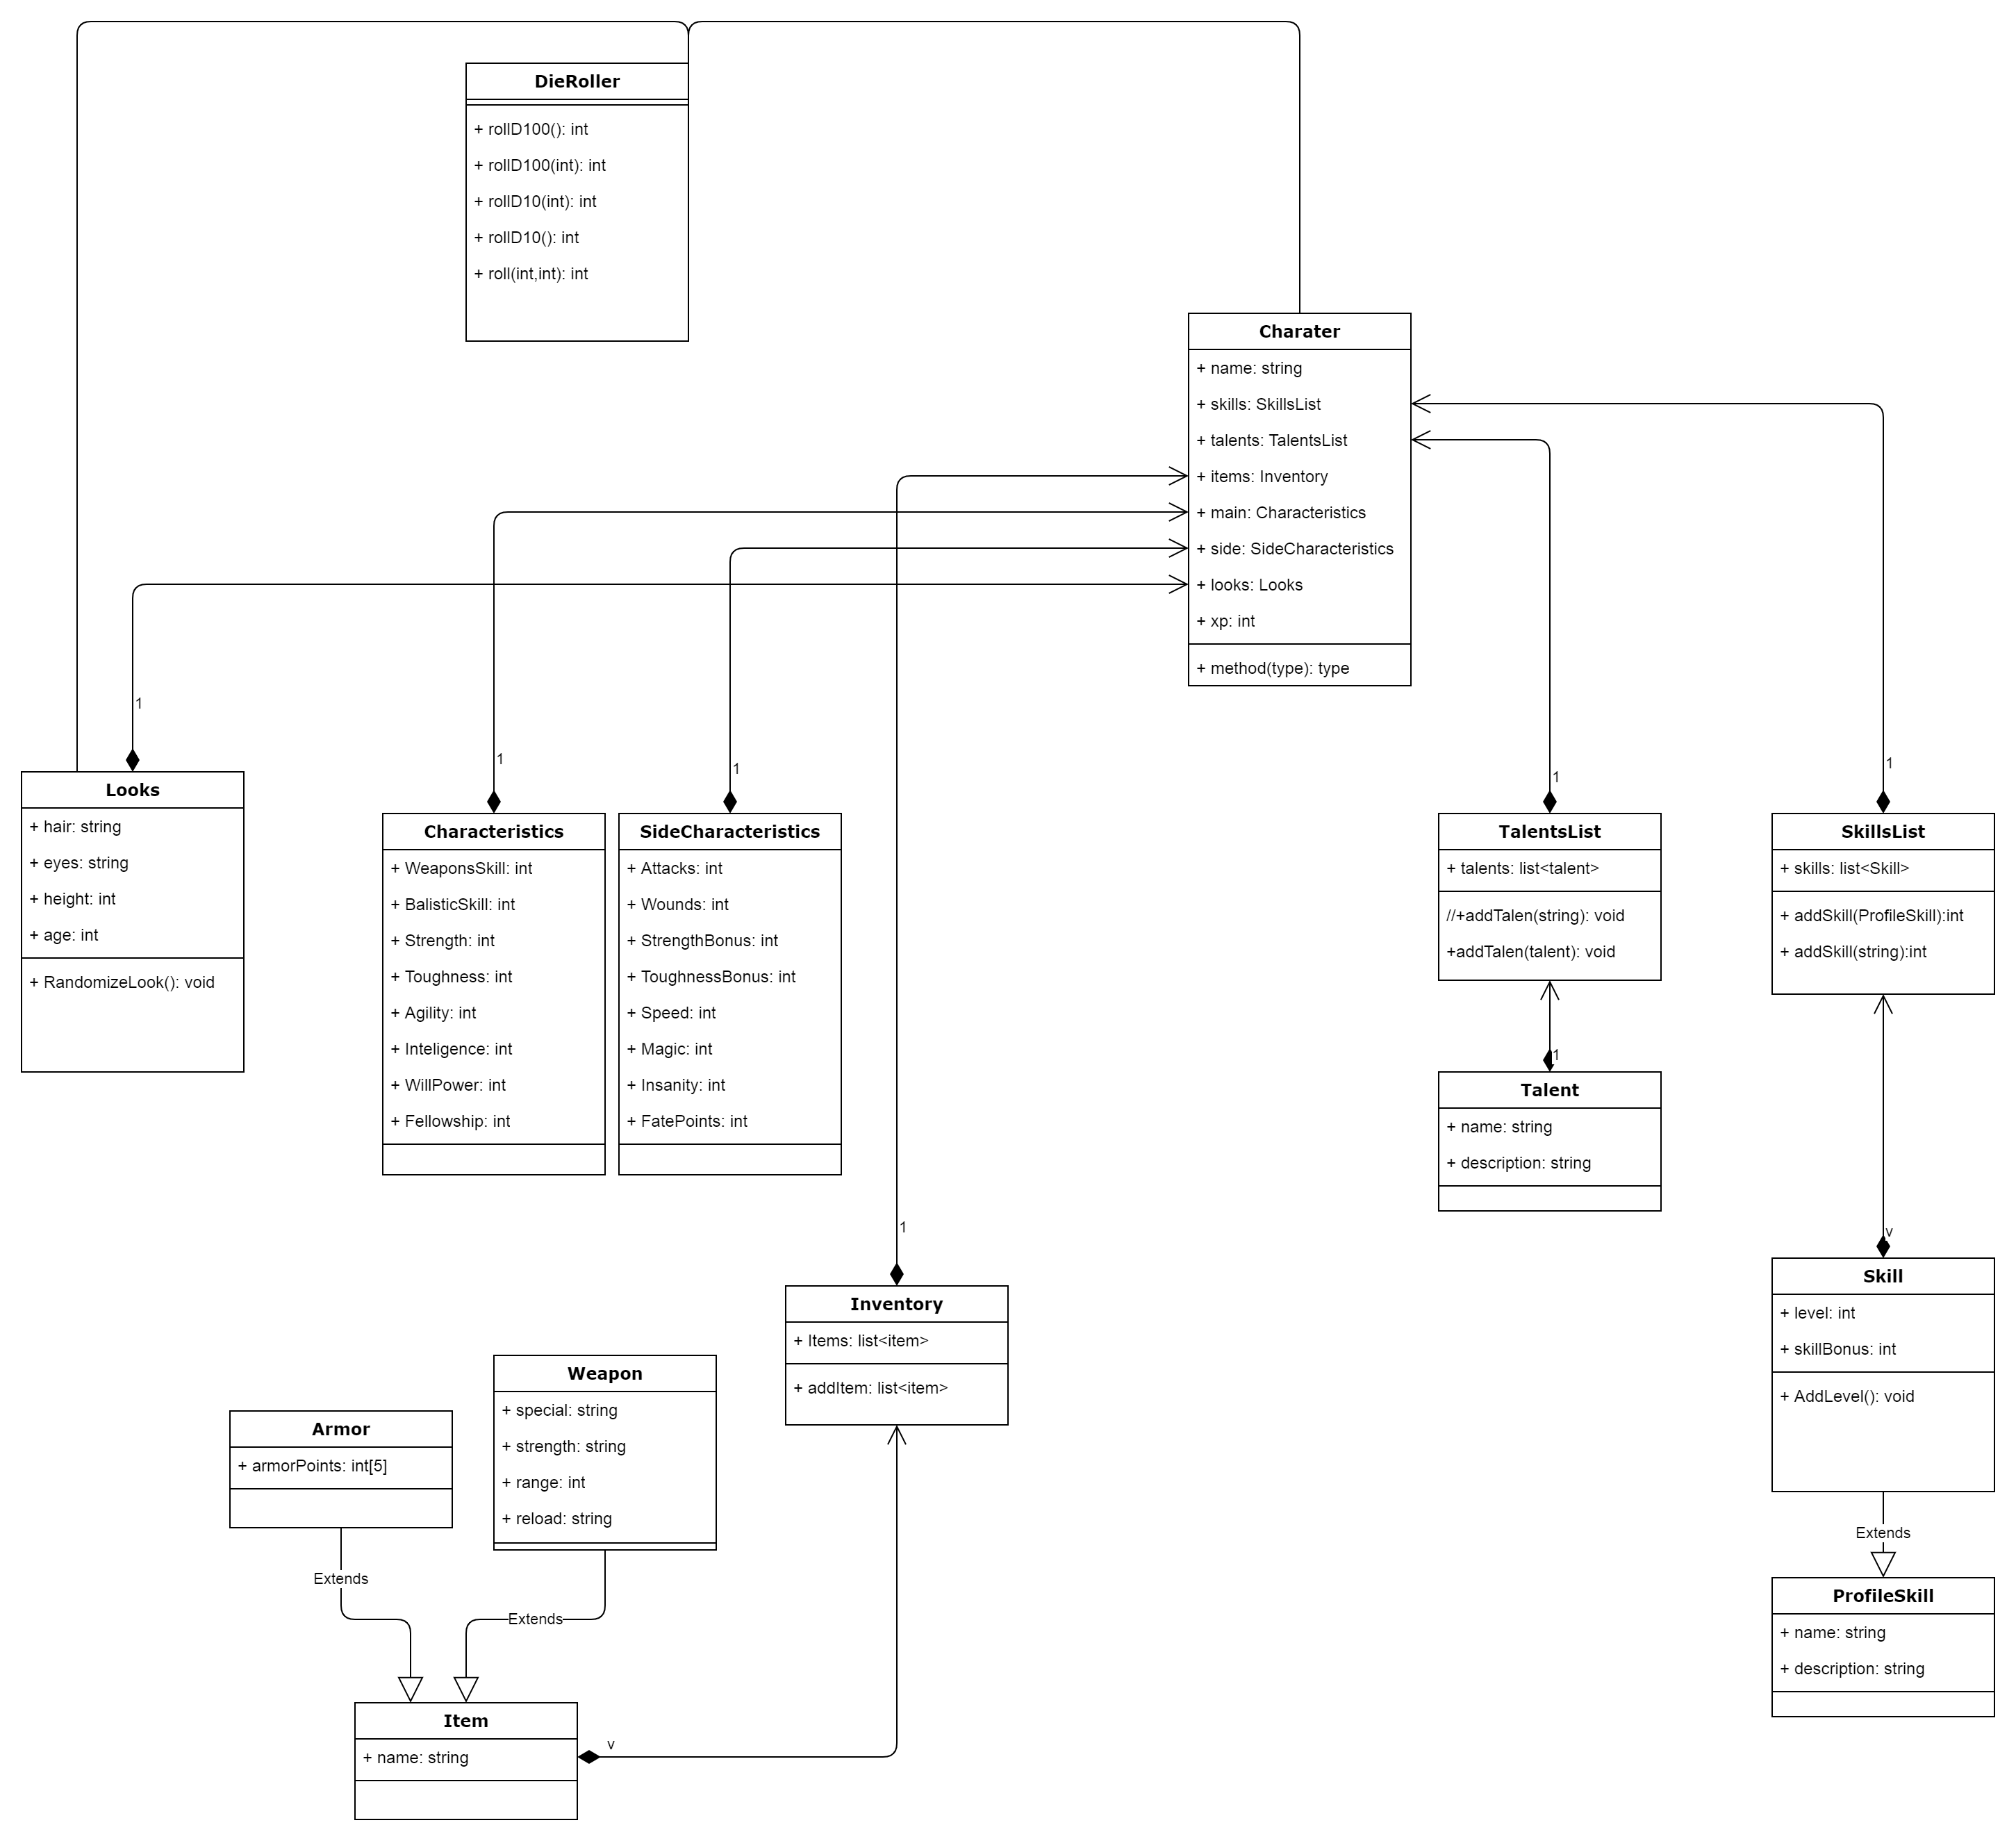 DieRoller
+ rollD100(): int
+ rollD100(int): int
+ rollD10(int): int
+ rollD10(): int
+ roll(int,int): int
Charater
+ name: string
+ skills: SkillsList
+ talents: TalentsList
+ items: Inventory
+ main: Characteristics
+ side: SideCharacteristics
+ looks: Looks
+ xp: int
+ method(type): type
1
1
1
1
1
1
Looks
+ hair: string
+ eyes: string
+ height: int
+ age: int
+ RandomizeLook(): void
Characteristics
+ WeaponsSkill: int
+ BalisticSkill: int
+ Strength: int
+ Toughness: int
+ Agility: int
+ Inteligence: int
+ WillPower: int
+ Fellowship: int
SideCharacteristics
+ Attacks: int
+ Wounds: int
+ StrengthBonus: int
+ ToughnessBonus: int
+ Speed: int
+ Magic: int
+ Insanity: int
+ FatePoints: int
TalentsList
+ talents: list<talent>
//+addTalen(string): void
+addTalen(talent): void
SkillsList
+ skills: list<Skill>
+ addSkill(ProfileSkill):int
+ addSkill(string):int
1
Talent
+ name: string
+ description: string
v
Skill
+ level: int
+ skillBonus: int
+ AddLevel(): void
Inventory
+ Items: list<item>
+ addItem: list<item>
Weapon
+ special: string
+ strength: string
+ range: int
+ reload: string
Armor
+ armorPoints: int[5]
Extends
Extends
Extends
ProfileSkill
+ name: string
+ description: string
Item
+ name: string
v